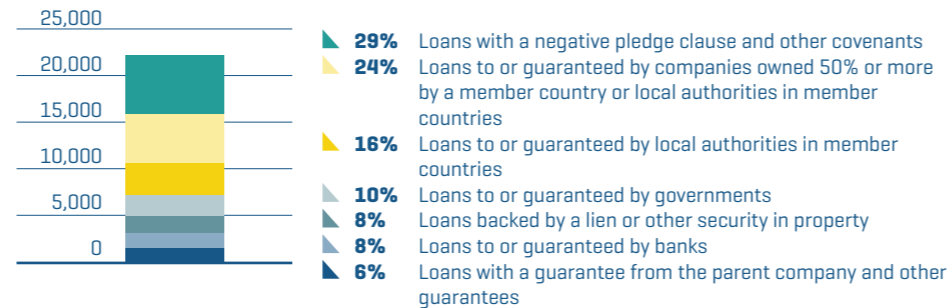 25,000
20,000
15,000
10,000
5,000
0
29% Loans with a negative pledge clause and other covenants
24% Loans to or guaranteed by companies owned 50% or more
by a member country or local authorities in member
countries
16% Loans to or guaranteed by local authorities in member
countries
10% Loans to or guaranteed by governments
8% Loans backed by a lien or other security in property
8% Loans to or guaranteed by banks
6% Loans with a guarantee from the parent company and other
guarantees